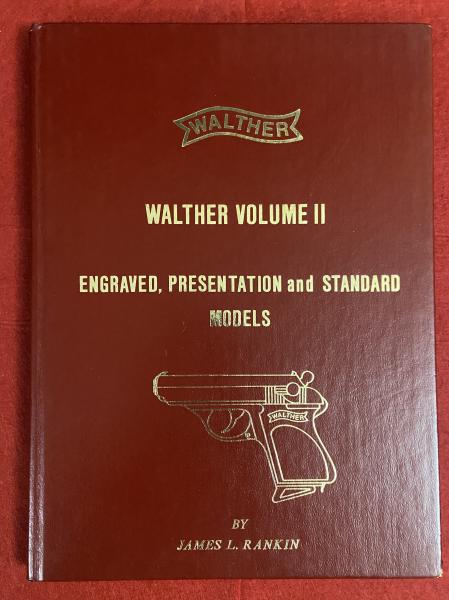 WALTHER
WALTHER VOLUME II
ENGRAVED, PRESENTATION and STANDARD
MODELS
WALTHER
BY
JAMES L. RANKIN